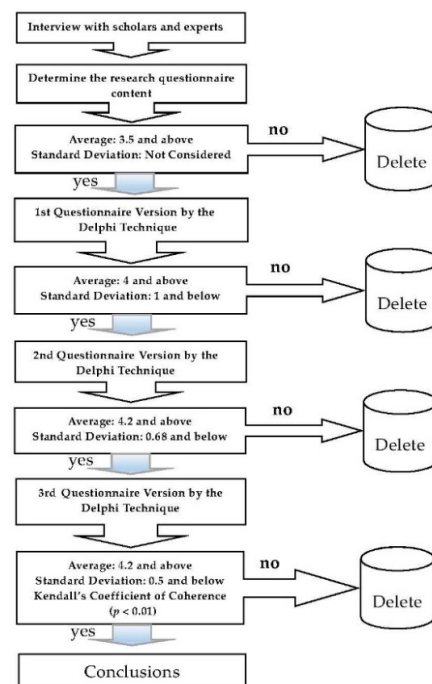 Interview with scholars and experts
Determine the research questionnaire
content
Average: 3.5 and above
Standard Deviation: Not Considered
no
Delete
yes
1st Questionnaire Version by the
Delphi Technique
Average: 4 and above
Standard Deviation: 1 and below
no
Delete
yes
2nd Questionnaire Version by the
Delphi Technique
Average: 4.2 and above
Standard Deviation: 0.68 and below
no
Delete
yes
3rd Questionnaire Version by the
Delphi Technique
Average: 4.2 and above
Standard Deviation: 0.5 and below
Kendall's Coefficient of Coherence
(p < 0.01)
no
Delete
yes
Conclusions